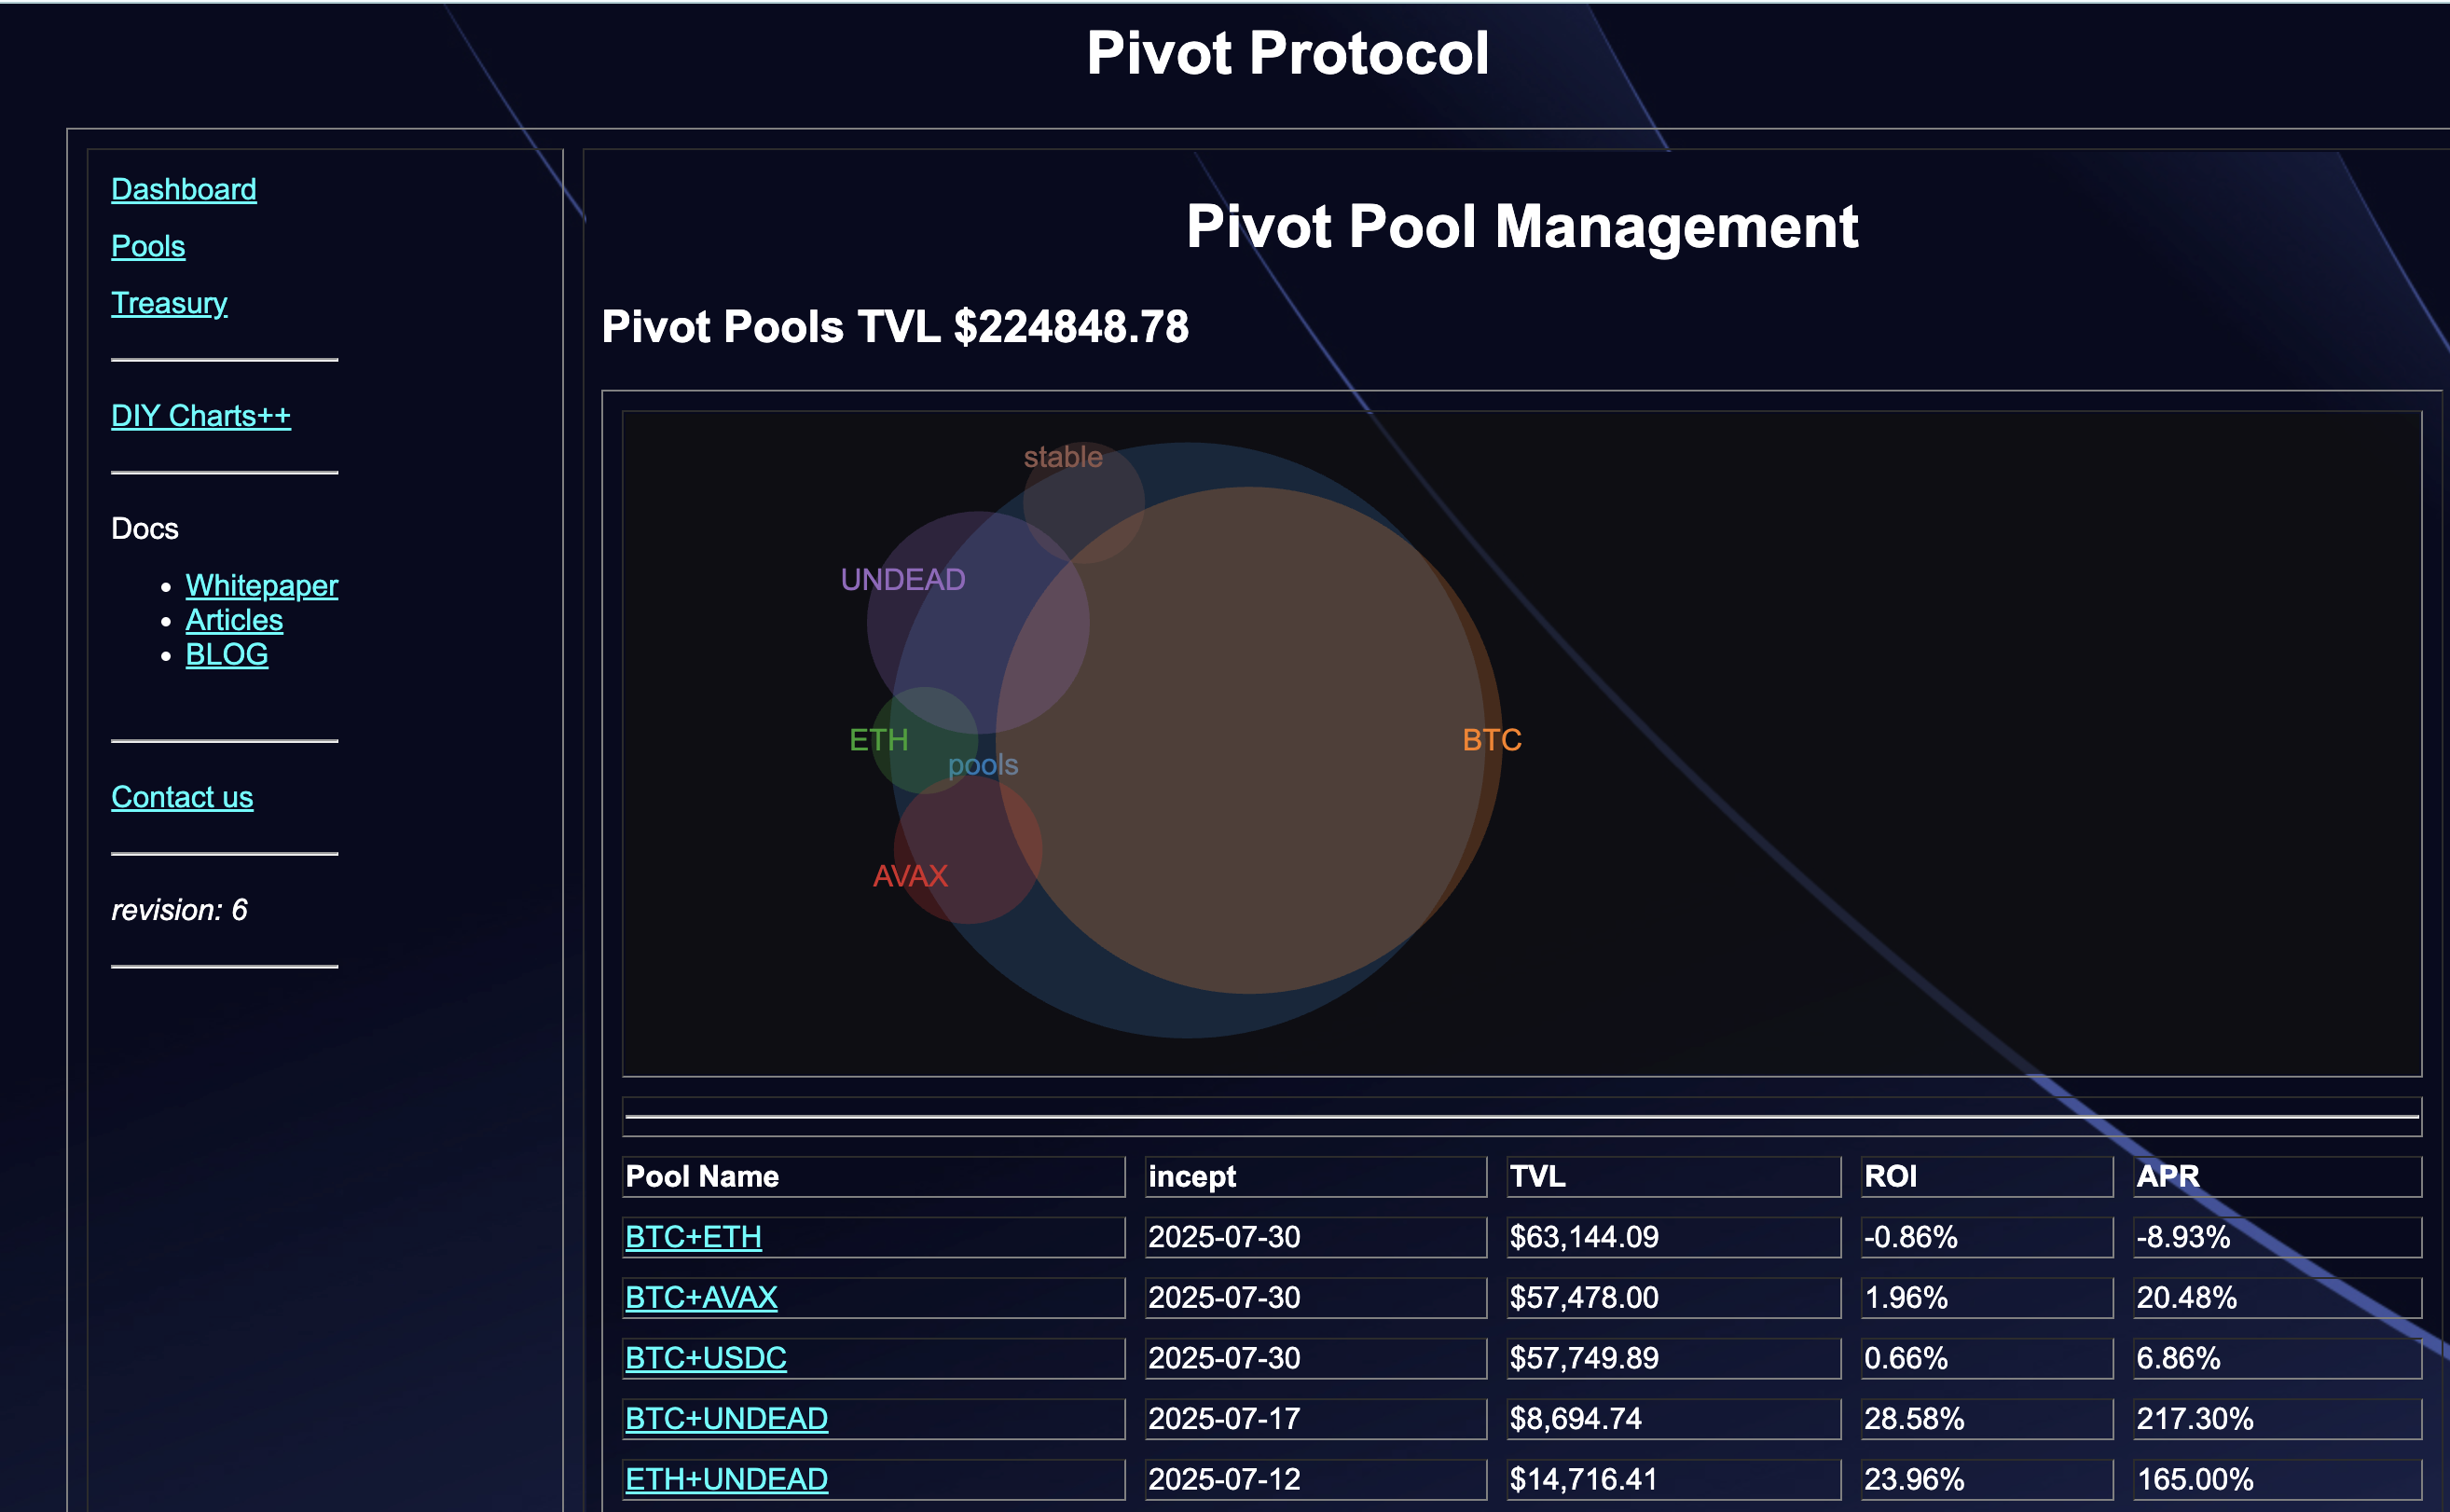 Pivot Protocol
Dashboard
Pools
Treasury
DIY Charts++
Docs
Whitepaper
Articles
BLOG
Contact us
revision: 6
Pivot Pool Management
Pivot Pools TVL $224848.78
stable
UNDEAD
ETH
BTC
pools
AVAX
Pool Name incept TVL ROI APR
BTC+ETH 2025-07-30 $63,144.09 -0.86% -8.93%
BTC+AVAX 2025-07-30 $57,478.00 1.96% 20.48%
BTC+USDC 2025-07-30 $57,749.89 0.66% 6.86%
BTC+UNDEAD 2025-07-17 $8,694.74 28.58% 217.30%
ETH+UNDEAD 2025-07-12 $14,716.41 23.96% 165.00%